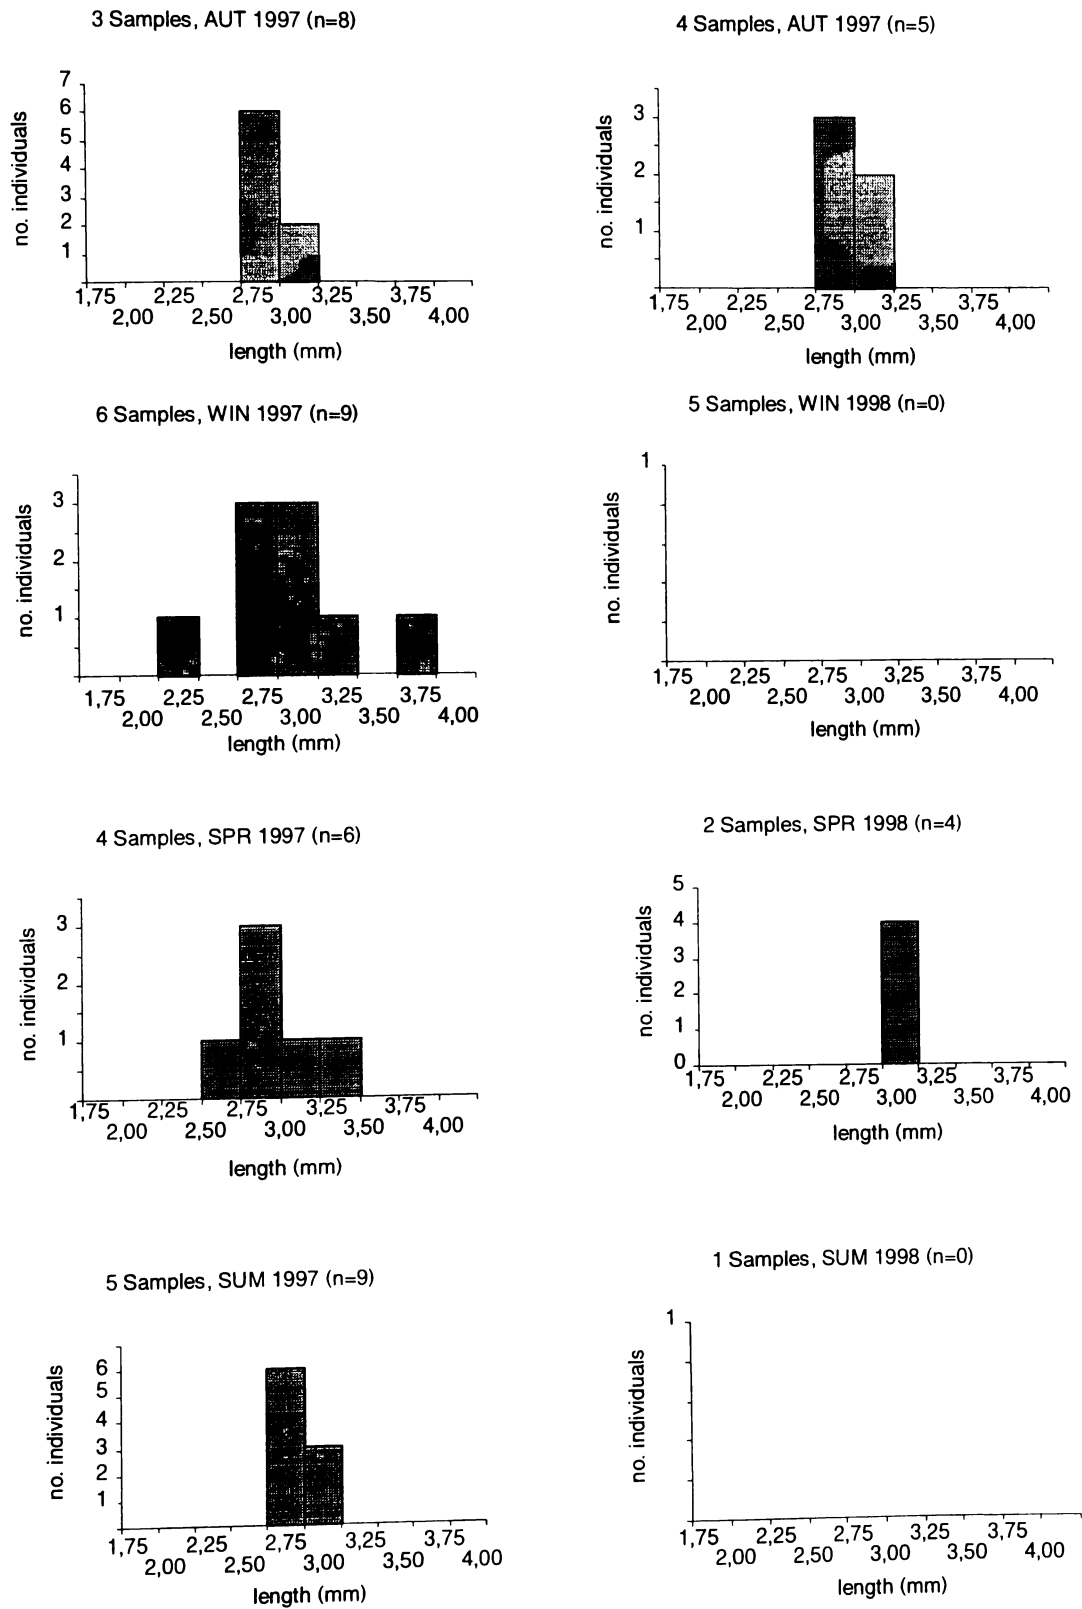 3 Samples, AUT 1997 (n=8)
7
6
5
4
3
2
1
no. individuals
1,75 2,25 2,75 3,25 3,75
2,00 2,50 3,00 3,50 4,00
length (mm)
4 Samples, AUT 1997 (n=5)
3
2
1
no. individuals
1,75 2,25 2,75 3,25 3,75
2,00 2,50 3,00 3,50 4,00
length (mm)
6 Samples, WIN 1997 (n=9)
3
2
1
no. individuals
1,75 2,25 2,75 3,25 3,75
2,00 2,50 3,00 3,50 4,00
length (mm)
5 Samples, WIN 1998 (n=0)
1
no. individuals
1,75 2,25 2,75 3,25 3,75
2,00 2,50 3,00 3,50 4,00
length (mm)
4 Samples, SPR 1997 (n=6)
3
2
1
no. individuals
1,75 2,25 2,75 3,25 3,75
2,00 2,50 3,00 3,50 4,00
length (mm)
2 Samples, SPR 1998 (n=4)
5
4
3
2
1
0
no. individuals
1,75 2,25 2,75 3,25 3,75
2,00 2,50 3,00 3,50 4,00
length (mm)
5 Samples, SUM 1997 (n=9)
6
5
4
3
2
1
no. individuals
1,75 2,25 2,75 3,25 3,75
2,00 2,50 3,00 3,50 4,00
length (mm)
1 Samples, SUM 1998 (n=0)
1
no. individuals
1,75 2,25 2,75 3,25 3,75
2,00 2,50 3,00 3,50 4,00
length (mm)